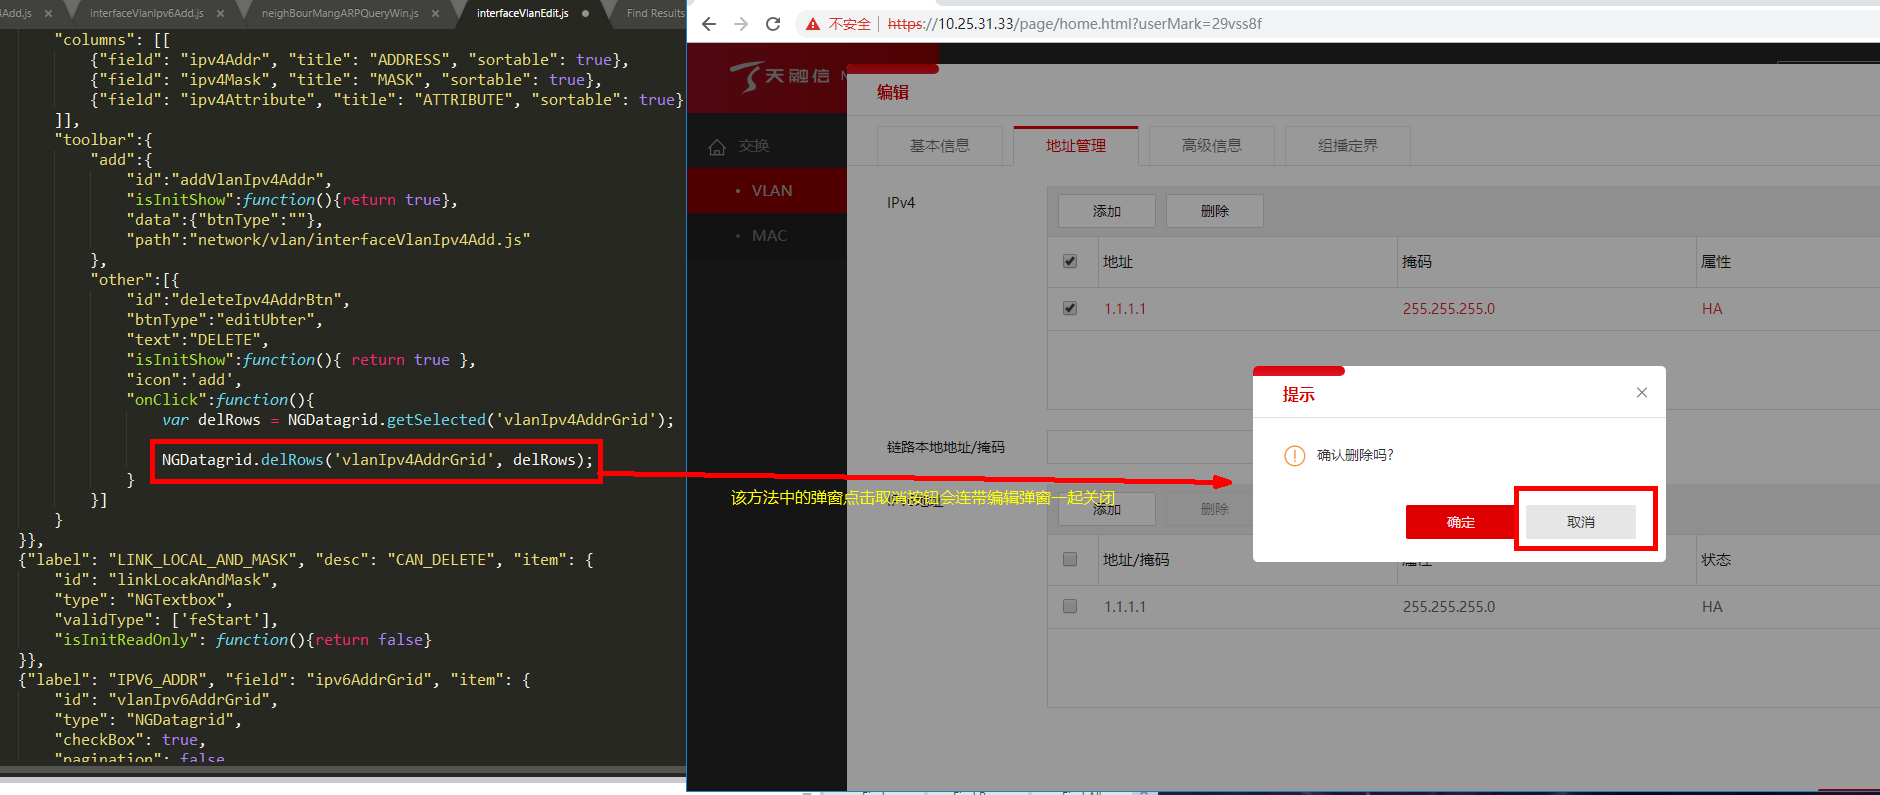 Add.js ×
interfaceVlanIpv6Add.js ×
neighBourMangARPQueryWin.js ×
interfaceVlanEdit.js ●
Find Results
"columns": [[
{"field": "ipv4Addr", "title": "ADDRESS", "sortable": true},
{"field": "ipv4Mask", "title": "MASK", "sortable": true},
{"field": "ipv4Attribute", "title": "ATTRIBUTE", "sortable": true}
]],
"toolbar":{
"add":{
"id":"addVlanIpv4Addr",
"isInitShow":function(){return true},
"data":{"btnType":""},
"path":"network/vlan/interfaceVlanIpv4Add.js"
},
"other":[{
"id":"deleteIpv4AddrBtn",
"btnType":"editUbter",
"text":"DELETE",
"isInitShow":function(){ return true },
"icon":'add',
"onClick":function(){
var delRows = NGDatagrid.getSelected('vlanIpv4AddrGrid');
NGDatagrid.delRows('vlanIpv4AddrGrid', delRows);
}
}]
}
}},
{"label": "LINK_LOCAL_AND_MASK", "desc": "CAN_DELETE", "item": {
"id": "linkLocakAndMask",
"type": "NGTextbox",
"validType": ['feStart'],
"isInitReadOnly": function(){return false}
}},
{"label": "IPV6_ADDR", "field": "ipv6AddrGrid", "item": {
"id": "vlanIpv6AddrGrid",
"type": "NGDatagrid",
"checkBox": true,
"pagination": false
不安全 | https://10.25.31.33/page/home.html?userMark=29vss8f
天融信 N
交换
• VLAN
• MAC
编辑
基本信息 地址管理 高级信息 组播定界
IPv4
添加 删除
地址 掩码 属性
1.1.1.1 255.255.255.0 HA
链路本地地址/掩码
添加 删除
地址/掩码 属性 状态
1.1.1.1 255.255.255.0 HA
提示 ×
确认删除吗?
确定 取消
该方法中的弹窗点击取消按钮会连带编辑弹窗一起关闭